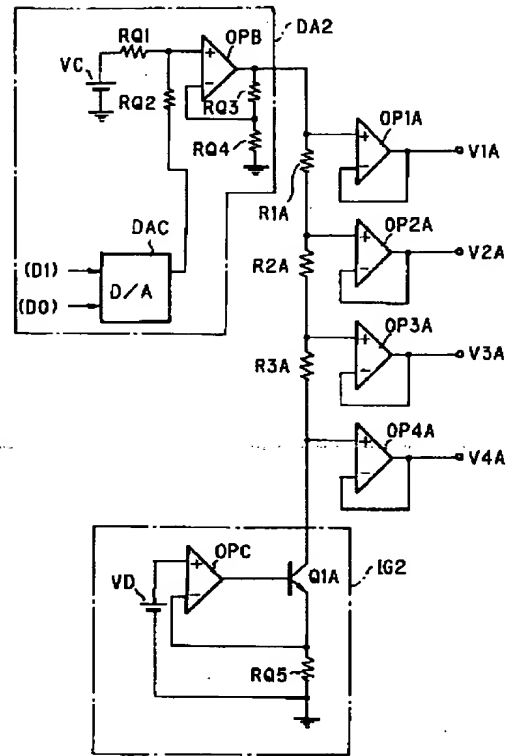 DA2
RQ1
OPB
VC
RQ2
RQ3
RQ4
+
−
DAC
(D1)
(D0)
D/A
OP1A
+
−
V1A
R1A
OP2A
+
−
V2A
R2A
OP3A
+
−
V3A
R3A
OP4A
+
−
V4A
IG2
OPC
+
−
VD
Q1A
RQ5